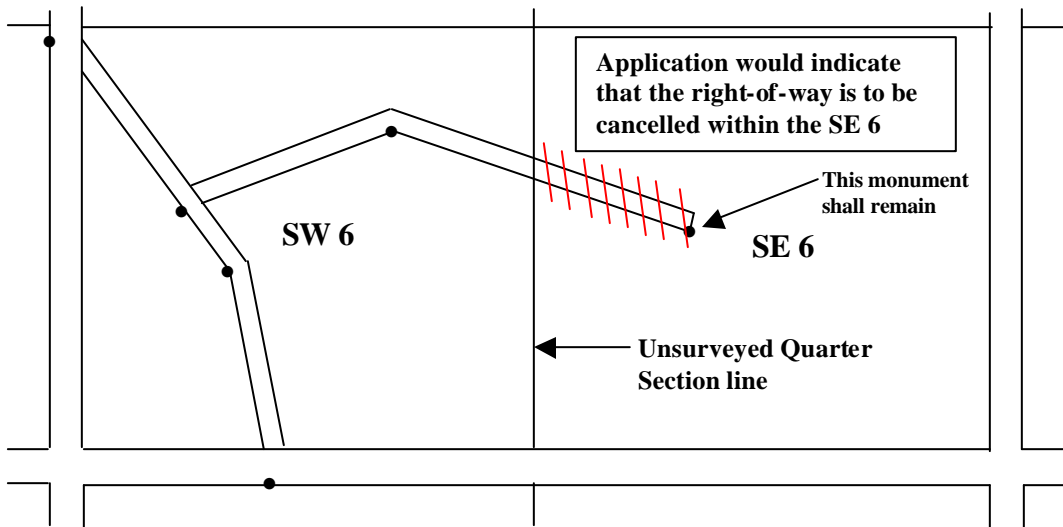 Application would indicate
that the right-of-way is to be
cancelled within the SE 6
This monument
shall remain
SW 6
SE 6
Unsurveyed Quarter
Section line